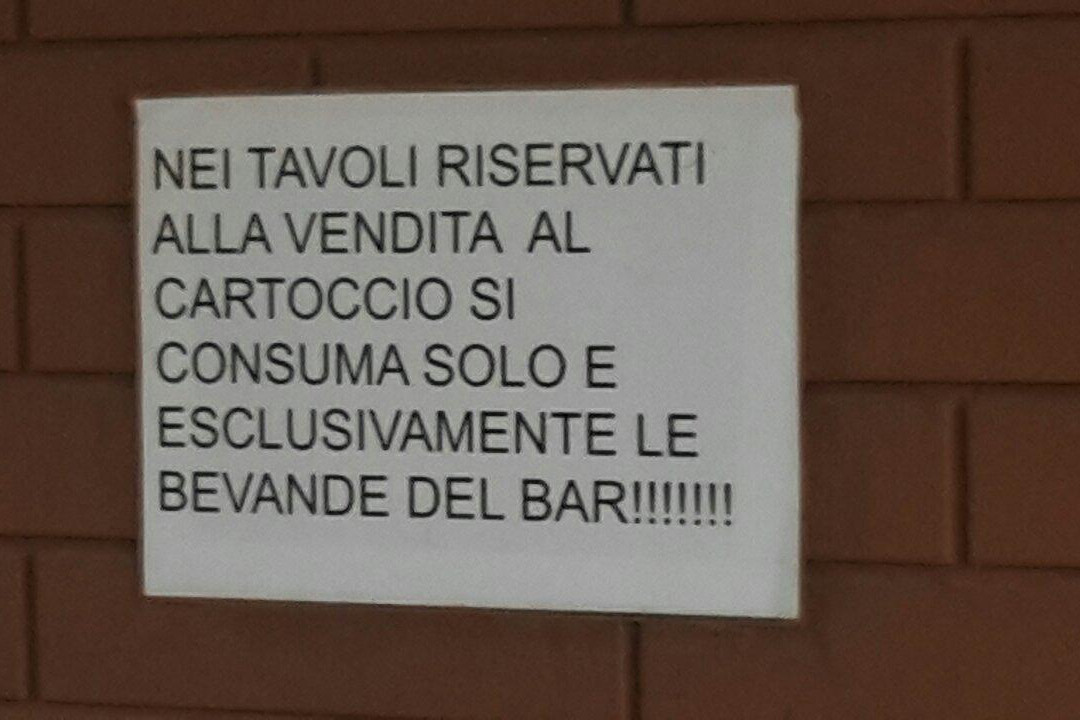 NEI TAVOLI RISERVATI
ALLA VENDITA AL
CARTOCCIO SI
CONSUMA SOLO E
ESCLUSIVAMENTE LE
BEVANDE DEL BAR!!!!!!!